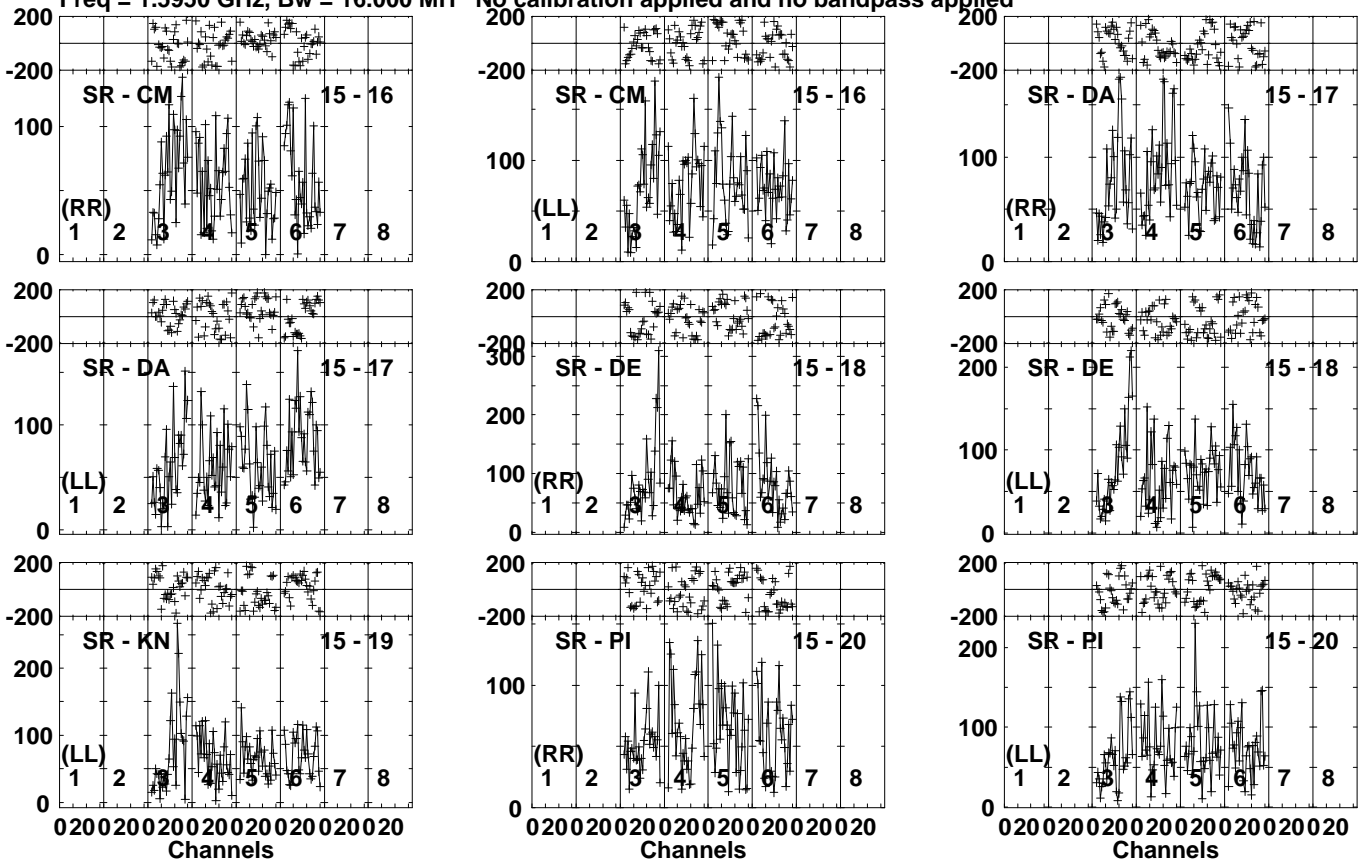 Freq = 1.5950 GHz, Bw = 16.000 MH No calibration applied and no bandpass applied
200 200 200
-200 -200 -200
SR - CM 15 - 16 SR - CM 15 - 16 SR - DA 15 - 17
100 100 100
(RR) (LL) (RR)
1 2 3 4 5 6 7 8 1 2 3 4 5 6 7 8 1 2 3 4 5 6 7 8
0 0 0
200 200 200
-200 -200 -200
300
SR - DA 15 - 17 SR - DE 15 - 18 SR - DE 15 - 18
200 200
100 100 100
(LL) (RR) (LL)
1 2 3 4 5 6 7 8 1 2 3 4 5 6 7 8 1 2 3 4 5 6 7 8
0 0 0
200 200 200
-200 -200 -200
SR - KN 15 - 19 SR - PI 15 - 20 SR - PI 15 - 20
200 200
100 100 100
(LL) (RR) (LL)
1 2 3 4 5 6 7 8 1 2 3 4 5 6 7 8 1 2 3 4 5 6 7 8
0 0 0
0 20 0 20 0 20 0 20 0 20 0 20 0 20 0 20 0 20 0 20 0 20 0 20 0 20 0 20 0 20 0 20 0 20 0 20 0 20 0 20 0 20 0 20 0 20 0 20
Channels Channels Channels